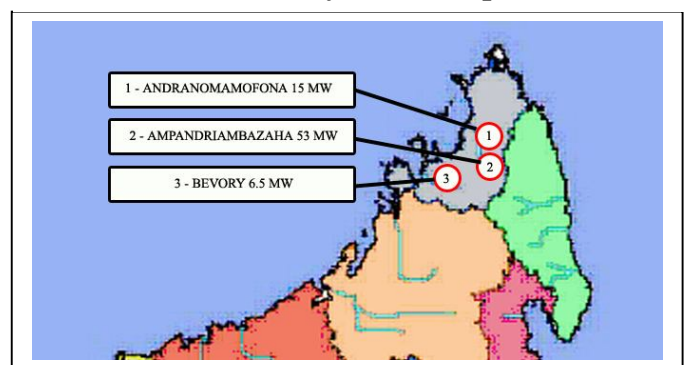 1 - ANDRANOMAMOFONA 15 MW
2 - AMPANDRIAMBAZAHA 53 MW
3 - BEVORY 6.5 MW
1
2
3